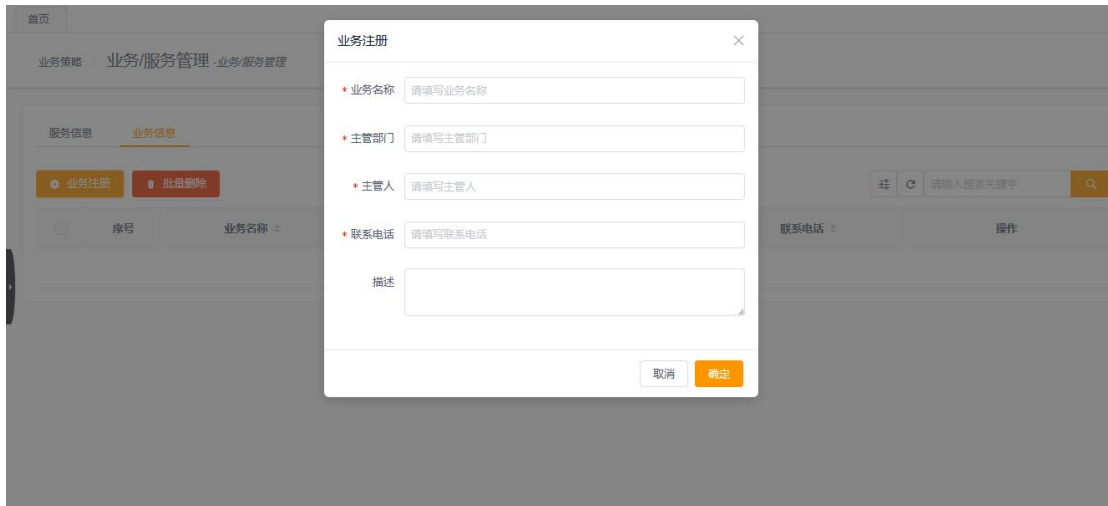 首页
业务策略 业务/服务管理 -业务/服务管理
服务信息 业务信息
业务注册 批量删除 请输入搜索关键字
序号 业务名称 联系电话 操作
业务注册
* 业务名称 请填写业务名称
* 主管部门 请填写主管部门
* 主管人 请填写主管人
* 联系电话 请填写联系电话
描述
取消 确定